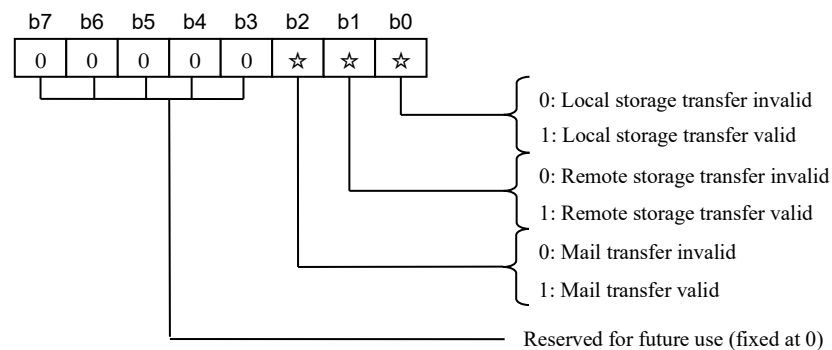 b7 b6 b5 b4 b3 b2 b1 b0
0 0 0 0 0 ☆ ☆ ☆
0: Local storage transfer invalid
1: Local storage transfer valid
0: Remote storage transfer invalid
1: Remote storage transfer valid
0: Mail transfer invalid
1: Mail transfer valid
Reserved for future use (fixed at 0)